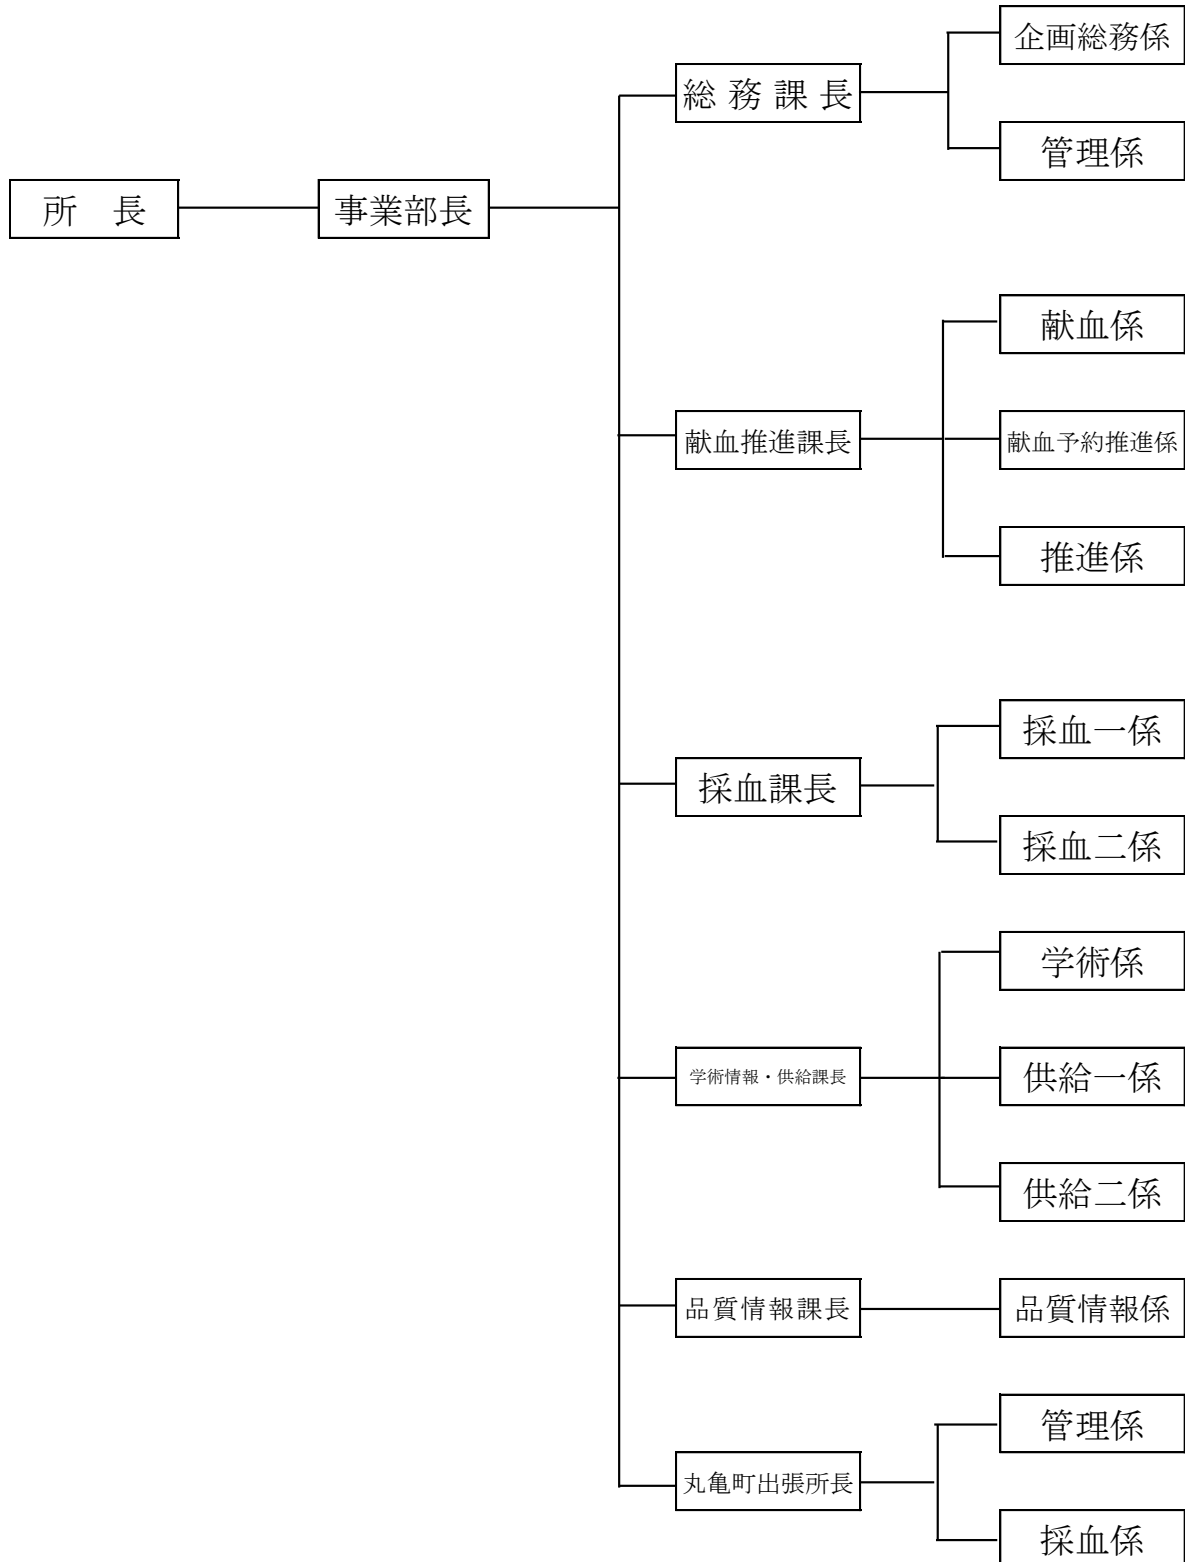 所　長
事業部長
総務課長
企画総務係
管理係
献血推進課長
献血係
献血予約推進係
推進係
採血課長
採血一係
採血二係
学術情報・供給課長
学術係
供給一係
供給二係
品質情報課長
品質情報係
丸亀町出張所長
管理係
採血係